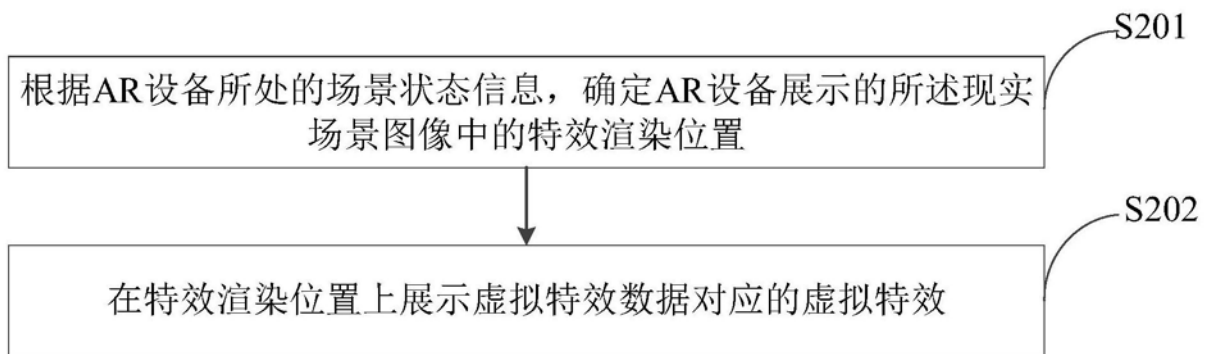 S201
根据AR设备所处的场景状态信息，确定AR设备展示的所述现实
场景图像中的特效渲染位置
S202
在特效渲染位置上展示虚拟特效数据对应的虚拟特效